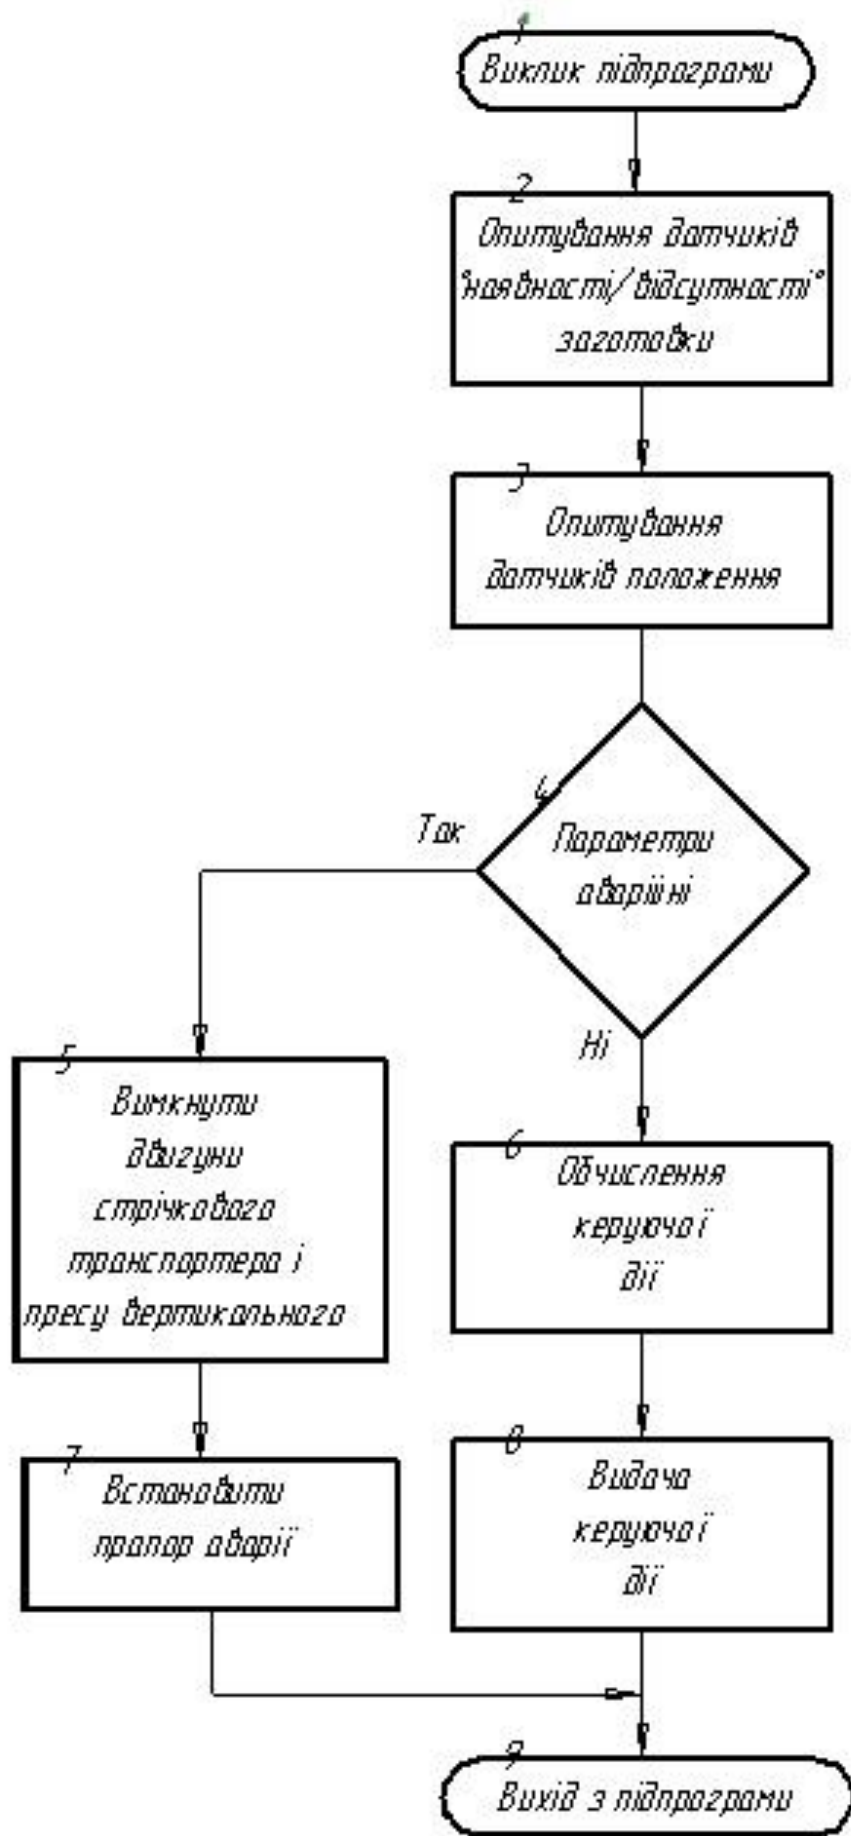 1
Виклик підпрограми
2
Опитування датчиків
"наявності/відсутності"
заготовки
3
Опитування
датчиків положення
4
Параметри
аварійні
Так
Ні
5
Вимкнути
двигуни
стрічкового
транспортера і
пресу вертикального
6
Обчислення
керуючої
дії
7
Встановити
прапор аварії
8
Видача
керуючої
дії
9
Вихід з підпрограми